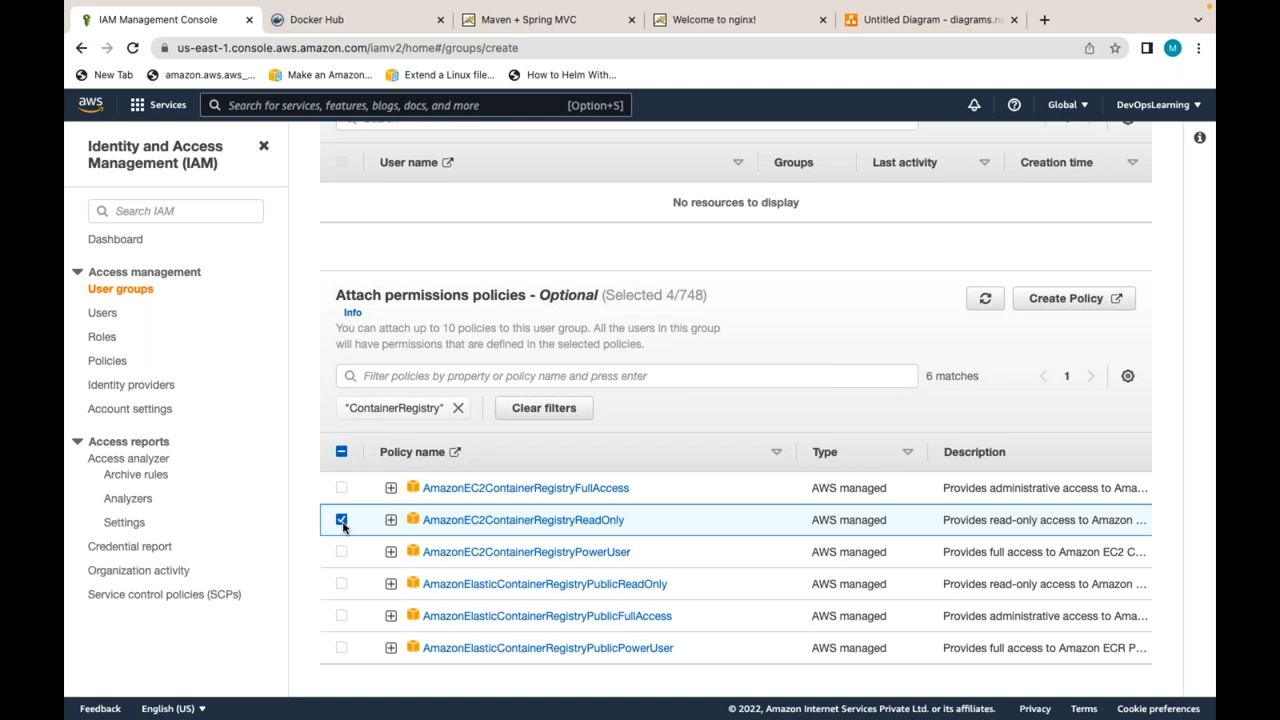 IAM Management Console
Docker Hub
Maven + Spring MVC
Welcome to nginx!
Untitled Diagram - diagrams.ne
us-east-1.console.aws.amazon.com/iamv2/home#/groups/create
M
New Tab
amazon.aws.aws_...
Make an Amazon...
Extend a Linux file...
How to Helm With...
aws
Services
Search for services, features, blogs, docs, and more
[Option+S]
Global
DevOpsLearning
Identity and Access Management (IAM)
Search IAM
Dashboard
Access management
User groups
Users
Roles
Policies
Identity providers
Account settings
Access reports
Access analyzer
Archive rules
Analyzers
Settings
Credential report
Organization activity
Service control policies (SCPs)
User name
Groups
Last activity
Creation time
No resources to display
Attach permissions policies - Optional (Selected 4/748)
Info
Create Policy
You can attach up to 10 policies to this user group. All the users in this group
will have permissions that are defined in the selected policies.
Filter policies by property or policy name and press enter
6 matches
1
"ContainerRegistry"
Clear filters
Policy name
Type
Description
AmazonEC2ContainerRegistryFullAccess
AWS managed
Provides administrative access to Ama...
AmazonEC2ContainerRegistryReadOnly
AWS managed
Provides read-only access to Amazon ...
AmazonEC2ContainerRegistryPowerUser
AWS managed
Provides full access to Amazon EC2 C...
AmazonElasticContainerRegistryPublicReadOnly
AWS managed
Provides read-only access to Amazon ...
AmazonElasticContainerRegistryPublicFullAccess
AWS managed
Provides administrative access to Ama...
AmazonElasticContainerRegistryPublicPowerUser
AWS managed
Provides full access to Amazon ECR P...
Feedback
English (US)
© 2022, Amazon Internet Services Private Ltd. or its affiliates.
Privacy
Terms
Cookie preferences